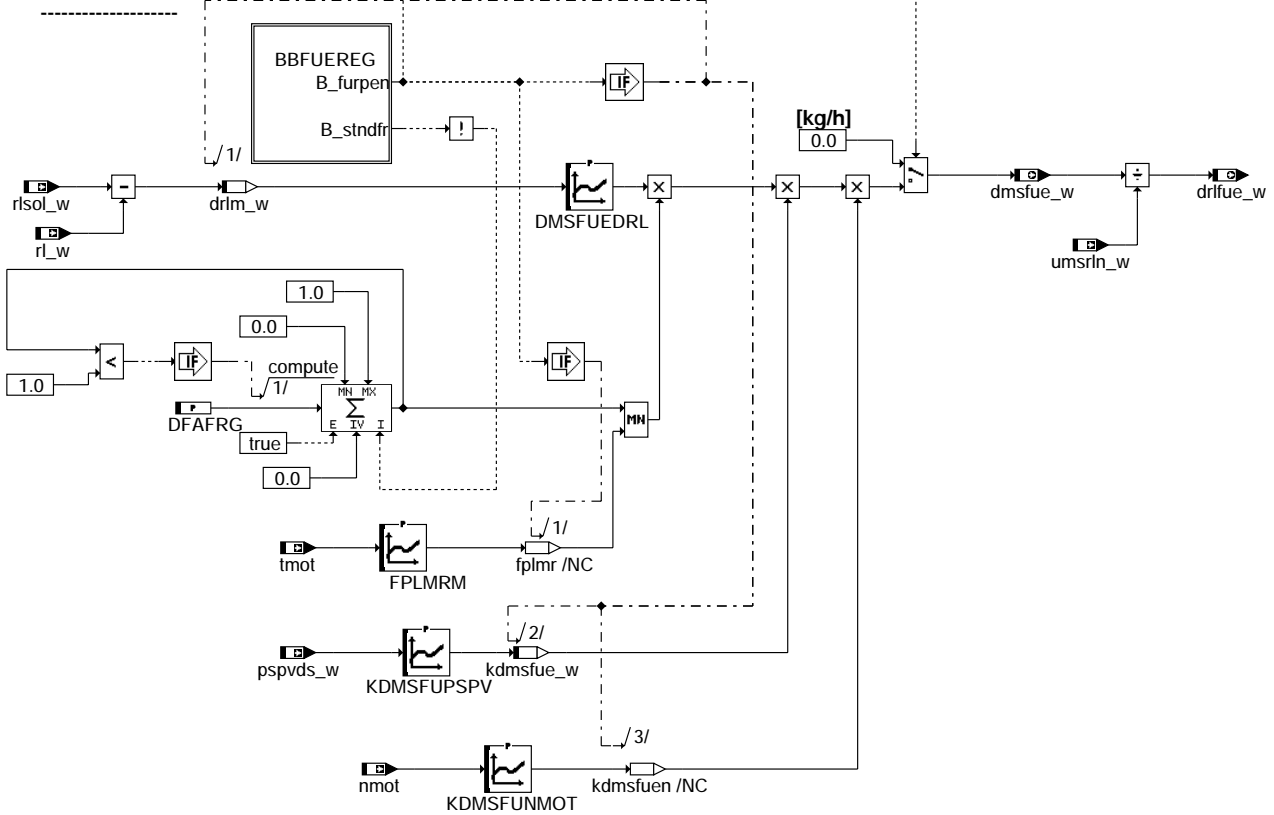 BBFUEREG
B_furpen
IF
B_stndfr
!
[kg/h]
0.0
/1/
P
rlsol_w
-
drlm_w
DMSFUEDRL
×
×
×
dmsfue_w
÷
drlfue_w
rl_w
umsrln_w
1.0
0.0
<
IF
compute
/1/
IF
1.0
MN MX
P
Σ
DFAFRG
E IV I
MN
true
0.0
P
/1/
tmot
FPLMRM
fplmr /NC
P
/2/
pspvds_w
KDMSFUPSPV
kdmsfue_w
/3/
P
nmot
KDMSFUNMOT
kdmsfuen /NC